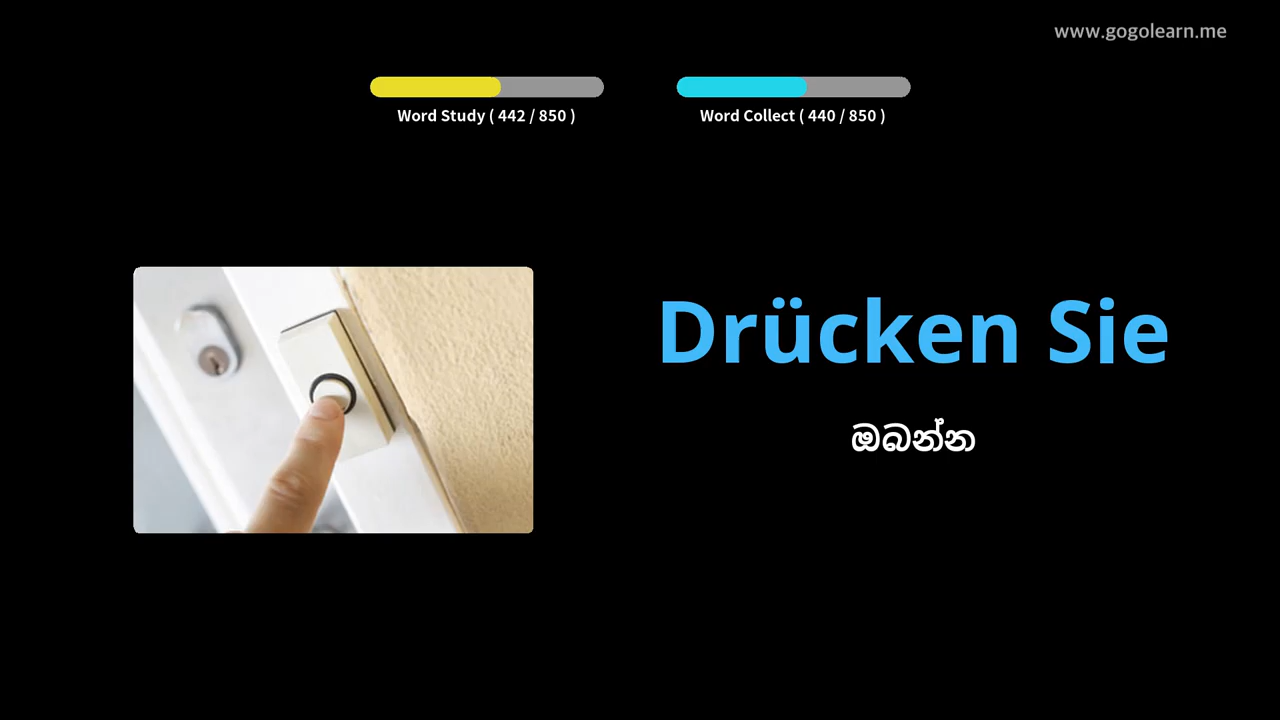 www.gogolearn.me
Word Study ( 442 / 850 )
Word Collect ( 440 / 850 )
Drücken Sie
ඔබන්න